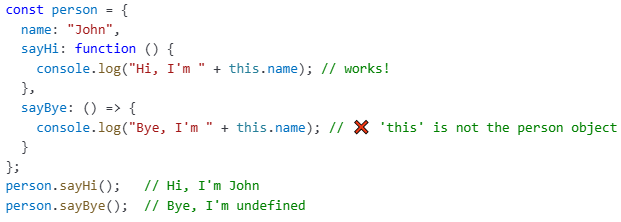 const person = {
  name: "John",
  sayHi: function () {
    console.log("Hi, I'm " + this.name); // works!
  },
  sayBye: () => {
    console.log("Bye, I'm " + this.name); // ❌ 'this' is not the person object
  }
};
person.sayHi();   // Hi, I'm John
person.sayBye();  // Bye, I'm undefined